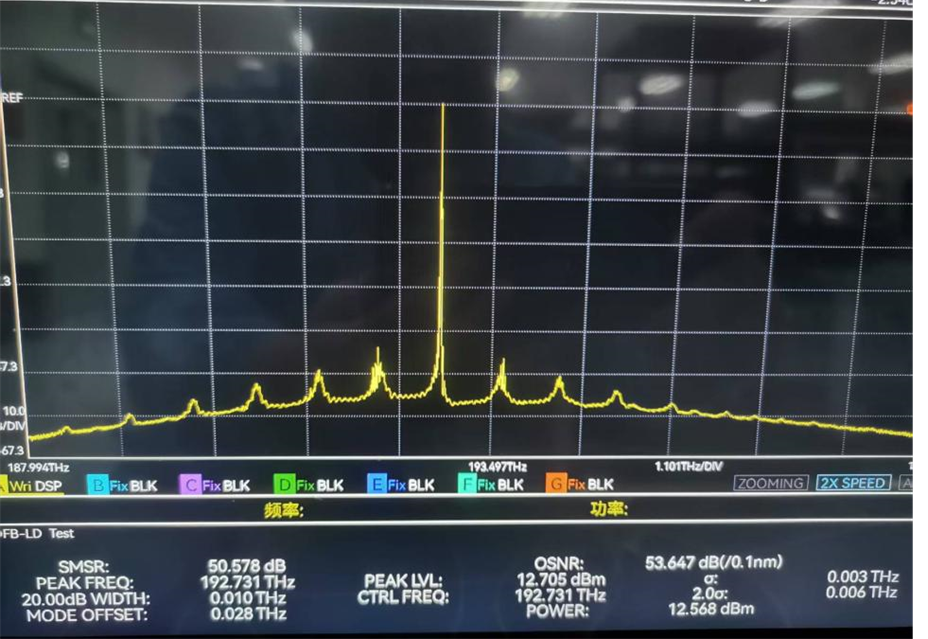 REF
7.3
10.0
/DIV
-67.3
187.994THz 193.497THz 1.101THz/DIV
Wri DSP B Fix BLK C Fix BLK D Fix BLK E Fix BLK F Fix BLK G Fix BLK ZOOMING 2X SPEED
频率: 功率:
FB-LD Test
SMSR: 50.578 dB OSNR: 53.647 dB(/0.1nm)
PEAK FREQ: 192.731 THz PEAK LVL: 12.705 dBm σ: 0.003 THz
20.00dB WIDTH: 0.010 THz CTRL FREQ: 192.731 THz 2.0σ: 0.006 THz
MODE OFFSET: 0.028 THz POWER: 12.568 dBm